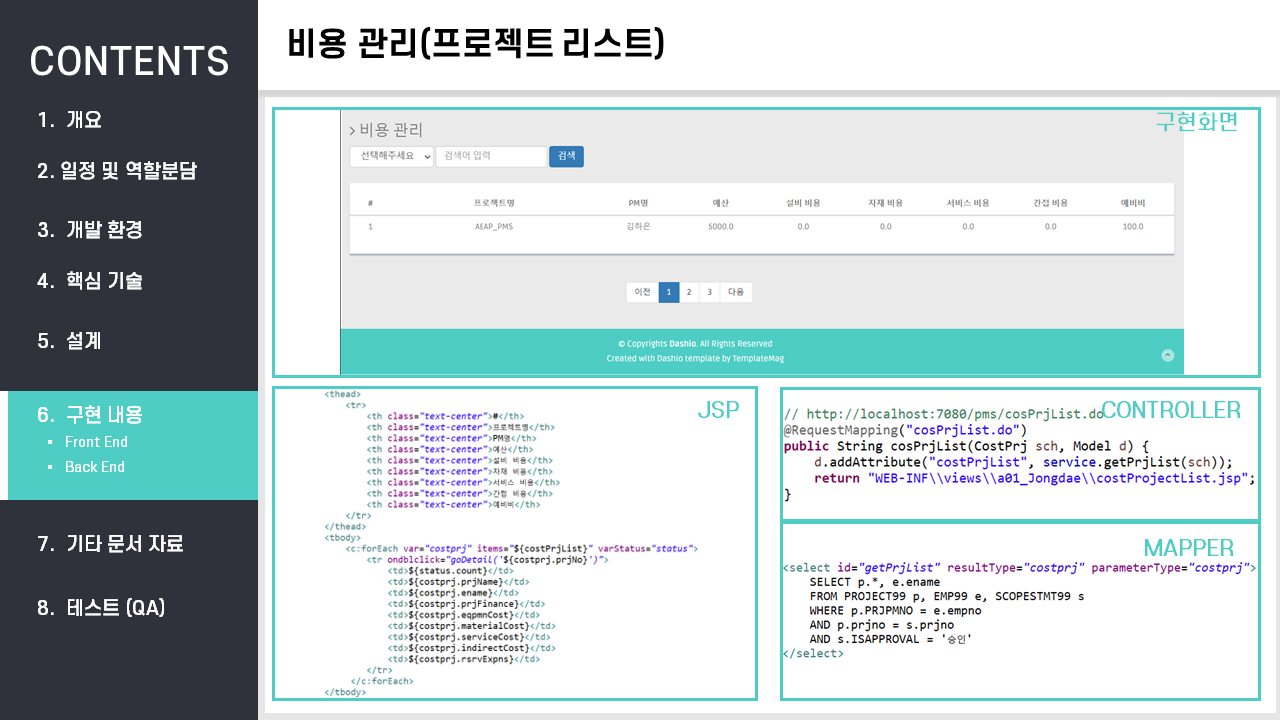 CONTENTS
1. 개요
2. 일정 및 역할분담
3. 개발 환경
4. 핵심 기술
5. 설계
6. 구현 내용
▪ Front End
▪ Back End
7. 기타 문서 자료
8. 테스트 (QA)
비용 관리(프로젝트 리스트)
구현화면
> 비용 관리
선택해주세요 검색어 입력 검색
# 프로젝트명 PM명 예산 설비 비용 자재 비용 서비스 비용 간접 비용 예비비
1 AEAP_PMS 김하은 5000.0 0.0 0.0 0.0 0.0 100.0
이전 1 2 3 다음
© Copyrights Dashio. All Rights Reserved
Created with Dashio template by TemplateMag
JSP
<thead>
<tr>
<th class="text-center">#</th>
<th class="text-center">프로젝트명</th>
<th class="text-center">PM명</th>
<th class="text-center">예산</th>
<th class="text-center">설비 비용</th>
<th class="text-center">자재 비용</th>
<th class="text-center">서비스 비용</th>
<th class="text-center">간접 비용</th>
<th class="text-center">예비비</th>
</tr>
</thead>
<tbody>
<c:forEach var="costprj" items="${costPrjList}" varStatus="status">
<tr ondblclick="goDetail('${costprj.prjNo}')">
<td>${status.count}</td>
<td>${costprj.prjName}</td>
<td>${costprj.ename}</td>
<td>${costprj.prjFinance}</td>
<td>${costprj.eqpmnCost}</td>
<td>${costprj.materialCost}</td>
<td>${costprj.serviceCost}</td>
<td>${costprj.indirectCost}</td>
<td>${costprj.rsrvExpns}</td>
</tr>
</c:forEach>
</tbody>
CONTROLLER
// http://localhost:7080/pms/cosPrjList.do
@RequestMapping("cosPrjList.do")
public String cosPrjList(CostPrj sch, Model d) {
d.addAttribute("costPrjList", service.getPrjList(sch));
return "WEB-INF\\views\\a01_Jongdae\\costProjectList.jsp";
}
MAPPER
<select id="getPrjList" resultType="costprj" parameterType="costprj">
SELECT p.*, e.ename
FROM PROJECT99 p, EMP99 e, SCOPESTMT99 s
WHERE p.PRJPMNO = e.empno
AND p.prjno = s.prjno
AND s.ISAPPROVAL = '승인'
</select>